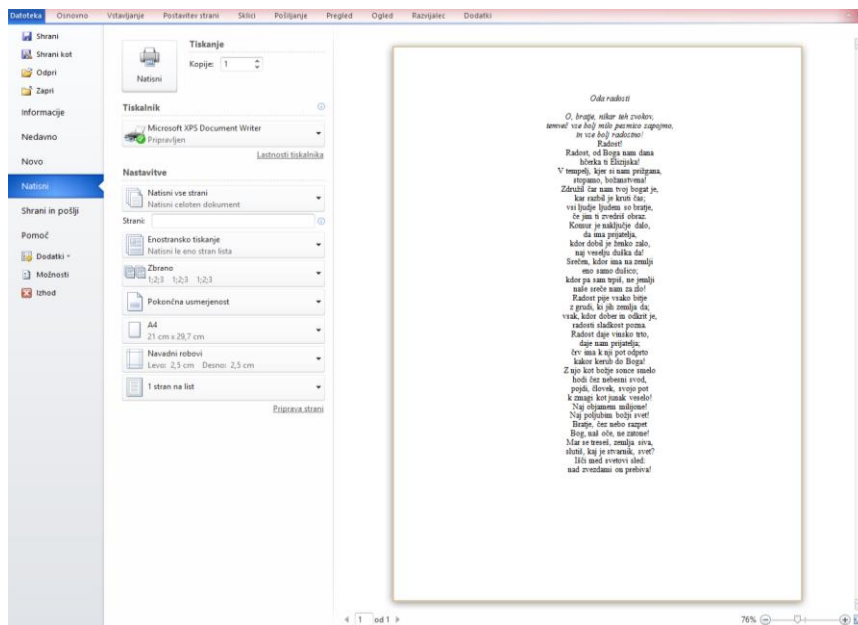 Datoteka Osnovno Vstavljanje Postavitev strani Sklici Pošiljanje Pregled Ogled Razvijalec Dodatki
Shrani
Shrani kot
Odpri
Zapri
Informacije
Nedavno
Novo
Natisni
Shrani in pošlji
Pomoč
Dodatki
Možnosti
Izhod
Tiskanje
Kopije: 1
Natisni
Tiskalnik
Microsoft XPS Document Writer
Pripravljen
Lastnosti tiskalnika
Nastavitve
Natisni vse strani
Natisni celoten dokument
Strani:
Enostransko tiskanje
Natisni le eno stran lista
Zbrano
1;2;3 1;2;3 1;2;3
Pokončna usmerjenost
A4
21 cm x 29,7 cm
Navadni robovi
Levo: 2,5 cm Desno: 2,5 cm
1 stran na list
Priprava strani
Oda radosti
O, bratje, nikar teh zvokov,
temveč vse bolj milo pesmico zapojmo,
in vse bolj radostno!
Radost!
Radost, od Boga nam dana
hčerka ti Elizijska!
V tempelj, kjer si nam prižgana,
stopamo, božanstvena!
Združil čar nam tvoj bogat je,
kar razbil je kruti čas;
vsi ljudje ljudem so bratje,
če jim ti zvedriš obraz.
Komur je naključje dalo,
da ima prijatelja,
kdor dobil je ženko zalo,
naj veselju duška da!
Srečen, kdor ima na zemlji
eno samo dušico;
kdor pa sam trpiš, ne jemlji
naše sreče nam za zlo!
Radost pije vsako bitje
z grudi, ki jih zemlja da;
vsak, kdor dober in odkrit je,
radosti sladkost pozna.
Radost daje vinsko trto,
daje nam prijatelja;
črv ima k nji pot odprto
kakor kerub do Boga!
Z njo kot božje sonce smelo
hodi čez nebesni svod,
pojdi, človek, svojo pot
k zmagi kot junak veselo!
Naj objamem milijone!
Naj poljubim božji svet!
Bratje, čez nebo razpet
Bog, naš oče, ne zatone!
Mar se treseš, zemlja siva,
slutiš, kaj je stvarnik, svet?
Išči med svetovi sled:
nad zvezdami on prebiva!
1 od 1
76%